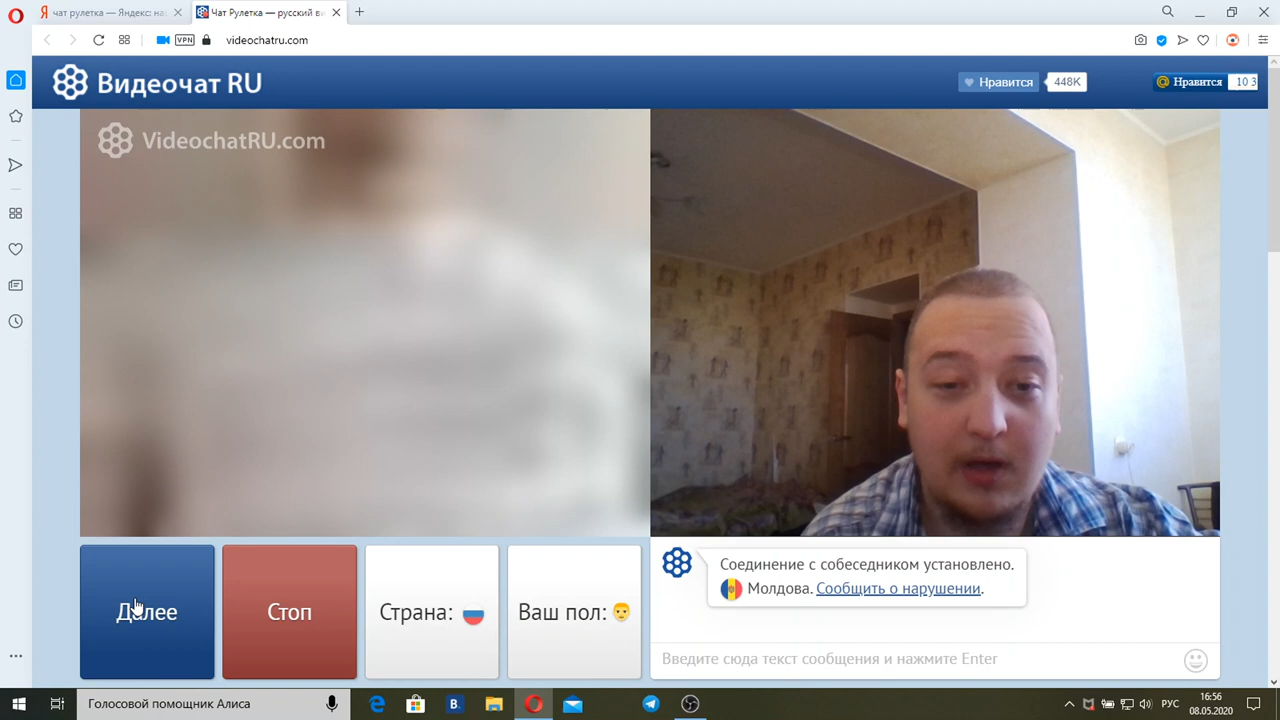 чат рулетка — Яндекс: на
Чат Рулетка — русский ви
VPN
videochatru.com
Видеочат RU
Нравится
448K
Нравится
10 3
VideochatRU.com
Далее
Стоп
Страна:
Ваш пол:
Соединение с собеседником установлено.
Молдова. Сообщить о нарушении.
Введите сюда текст сообщения и нажмите Enter
Голосовой помощник Алиса
РУС
16:56
08.05.2020